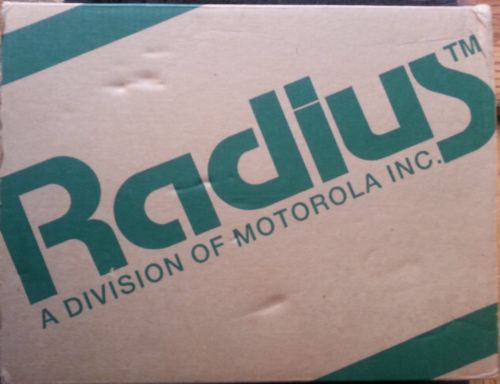 Radius™
A DIVISION OF MOTOROLA INC.